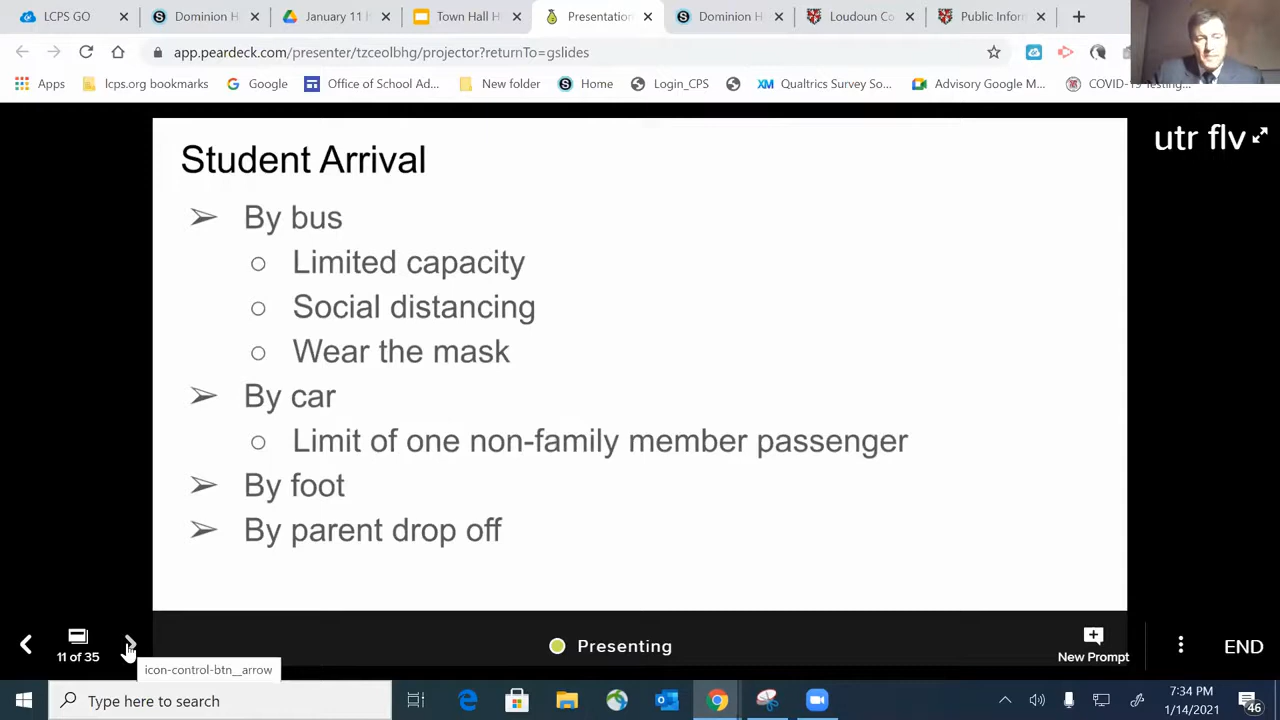 LCPS GO
Dominion H
January 11 I
Town Hall H
Presentation
Dominion H
Loudoun Co
Public Inform
app.peardeck.com/presenter/tzceolbhg/projector?returnTo=gslides
Apps
lcps.org bookmarks
Google
Office of School Ad...
New folder
Home
Login_CPS
XM Qualtrics Survey So...
Advisory Google M...
COVID-19 Testing...
utr flv
Student Arrival
➢ By bus
○ Limited capacity
○ Social distancing
○ Wear the mask
➢ By car
○ Limit of one non-family member passenger
➢ By foot
➢ By parent drop off
11 of 35
icon-control-btn__arrow
Presenting
New Prompt
END
Type here to search
7:34 PM
1/14/2021
46